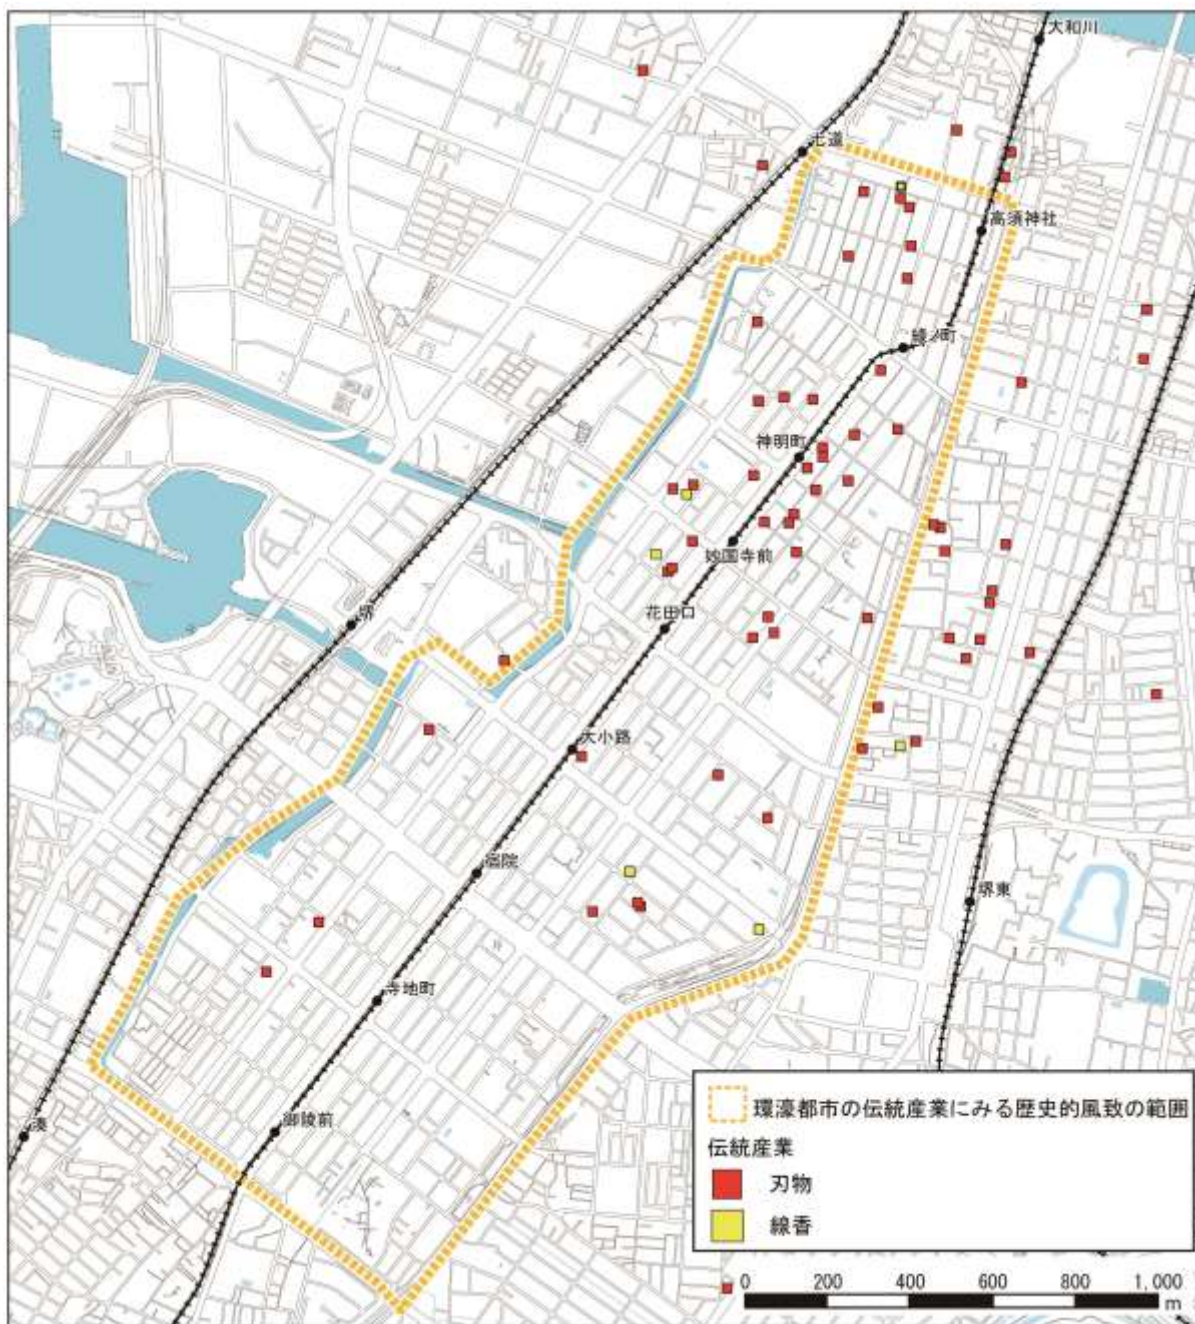 大和川
七道
高須神社
綾ノ町
神明町
妙国寺前
花田口
堺
大小路
宿院
堺東
寺地町
御陵前
湊
環濠都市の伝統産業にみる歴史的風致の範囲
伝統産業
刃物
線香
0 200 400 600 800 1,000
m